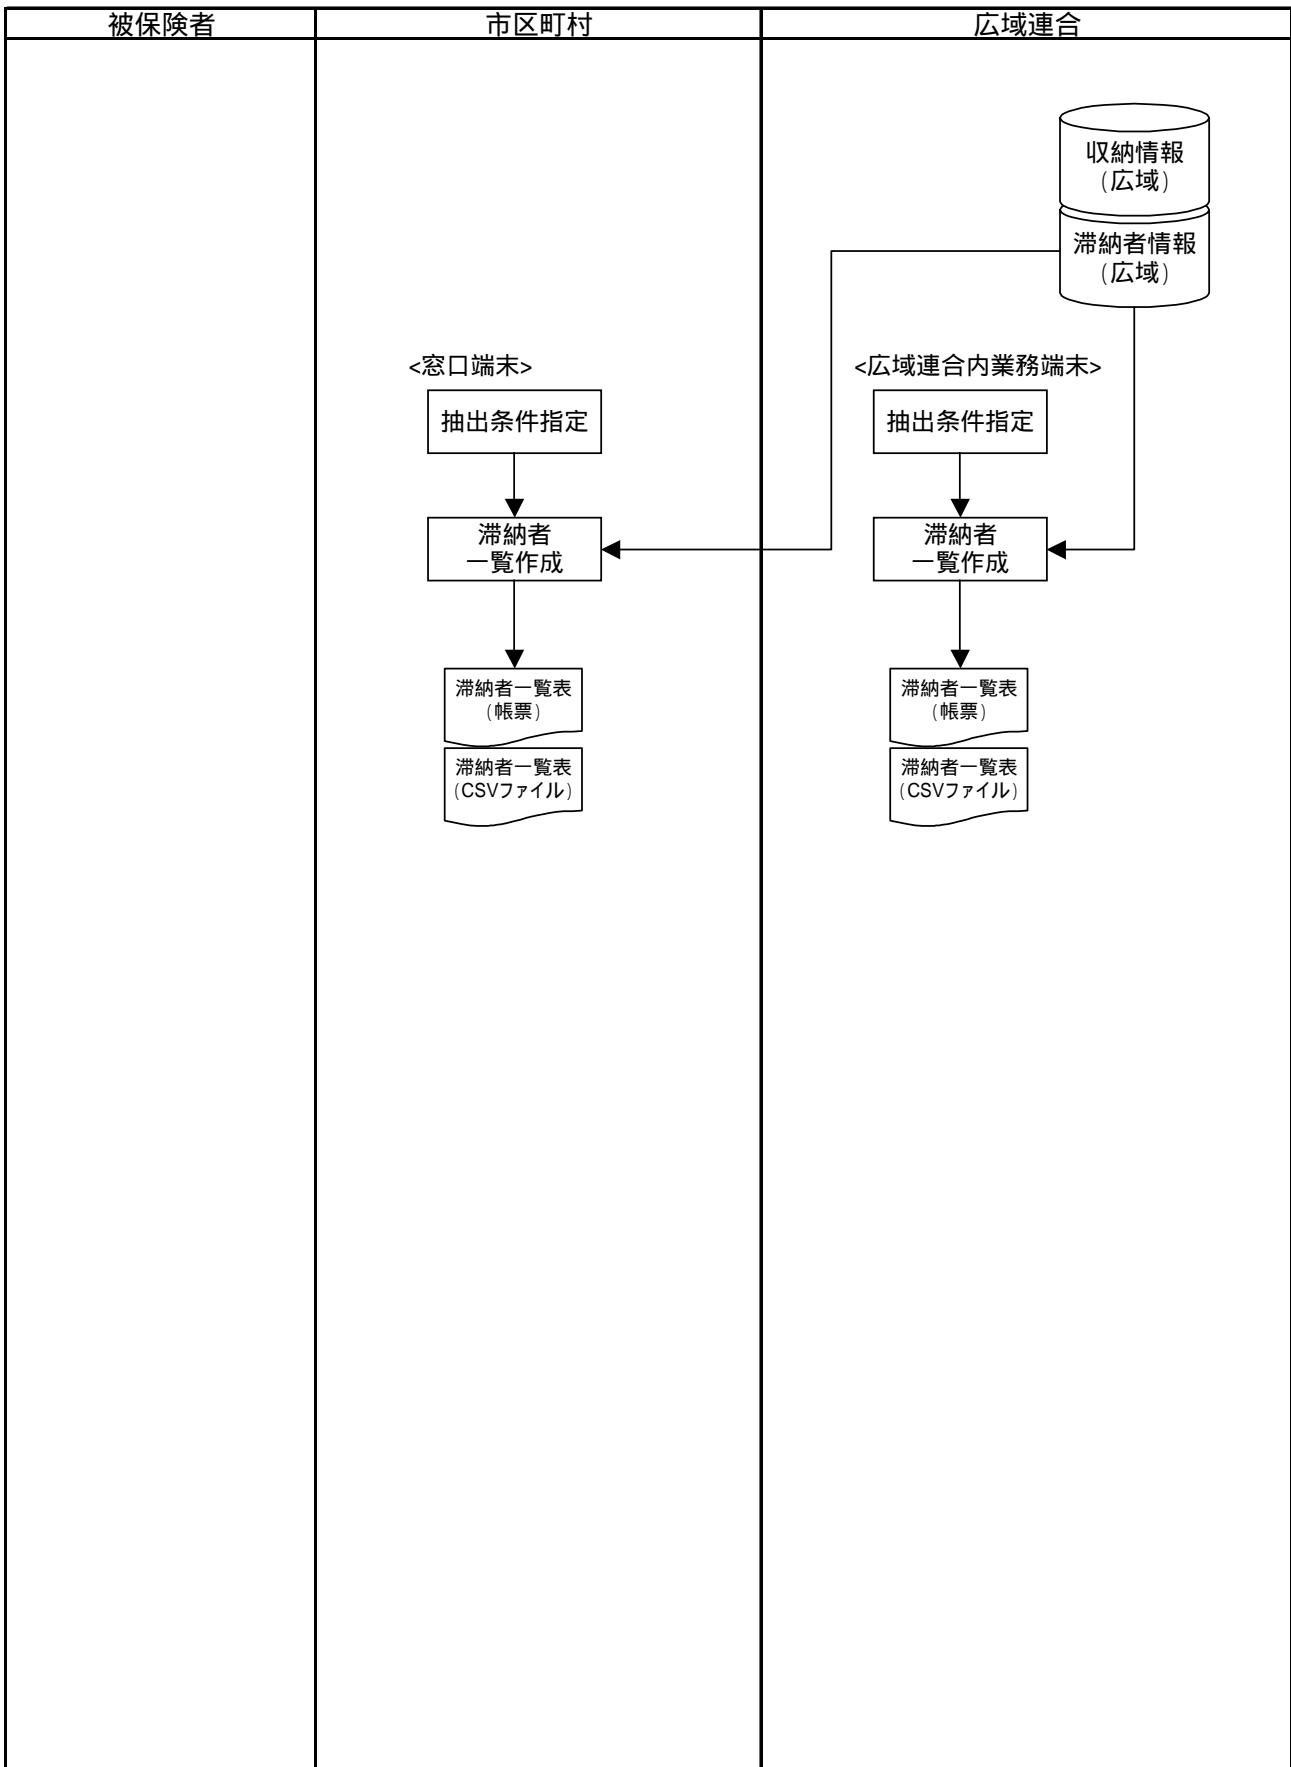 被保険者
市区町村
広域連合
収納情報
(広域)
滞納者情報
(広域)
<窓口端末>
抽出条件指定
滞納者
一覧作成
滞納者一覧表
(帳票)
滞納者一覧表
(CSVファイル)
<広域連合内業務端末>
抽出条件指定
滞納者
一覧作成
滞納者一覧表
(帳票)
滞納者一覧表
(CSVファイル)